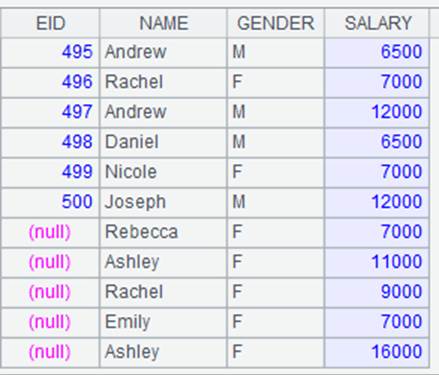 EID NAME GENDER SALARY
495 Andrew M 6500
496 Rachel F 7000
497 Andrew M 12000
498 Daniel M 6500
499 Nicole F 7000
500 Joseph M 12000
(null) Rebecca F 7000
(null) Ashley F 11000
(null) Rachel F 9000
(null) Emily F 7000
(null) Ashley F 16000